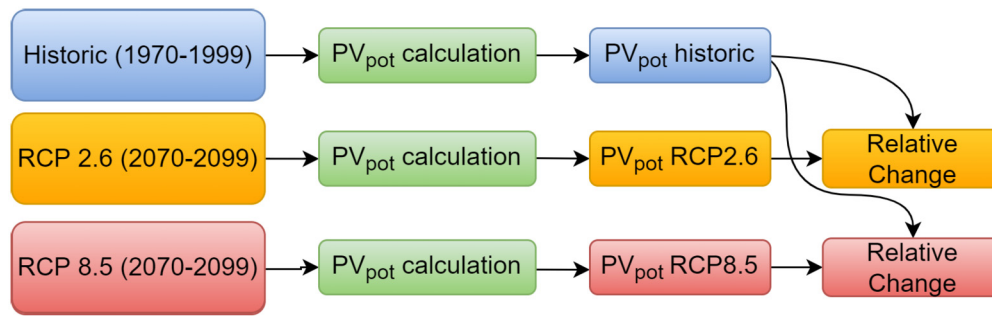 Historic (1970-1999)
PVpot calculation
PVpot historic
RCP 2.6 (2070-2099)
PVpot calculation
PVpot RCP2.6
Relative
Change
RCP 8.5 (2070-2099)
PVpot calculation
PVpot RCP8.5
Relative
Change